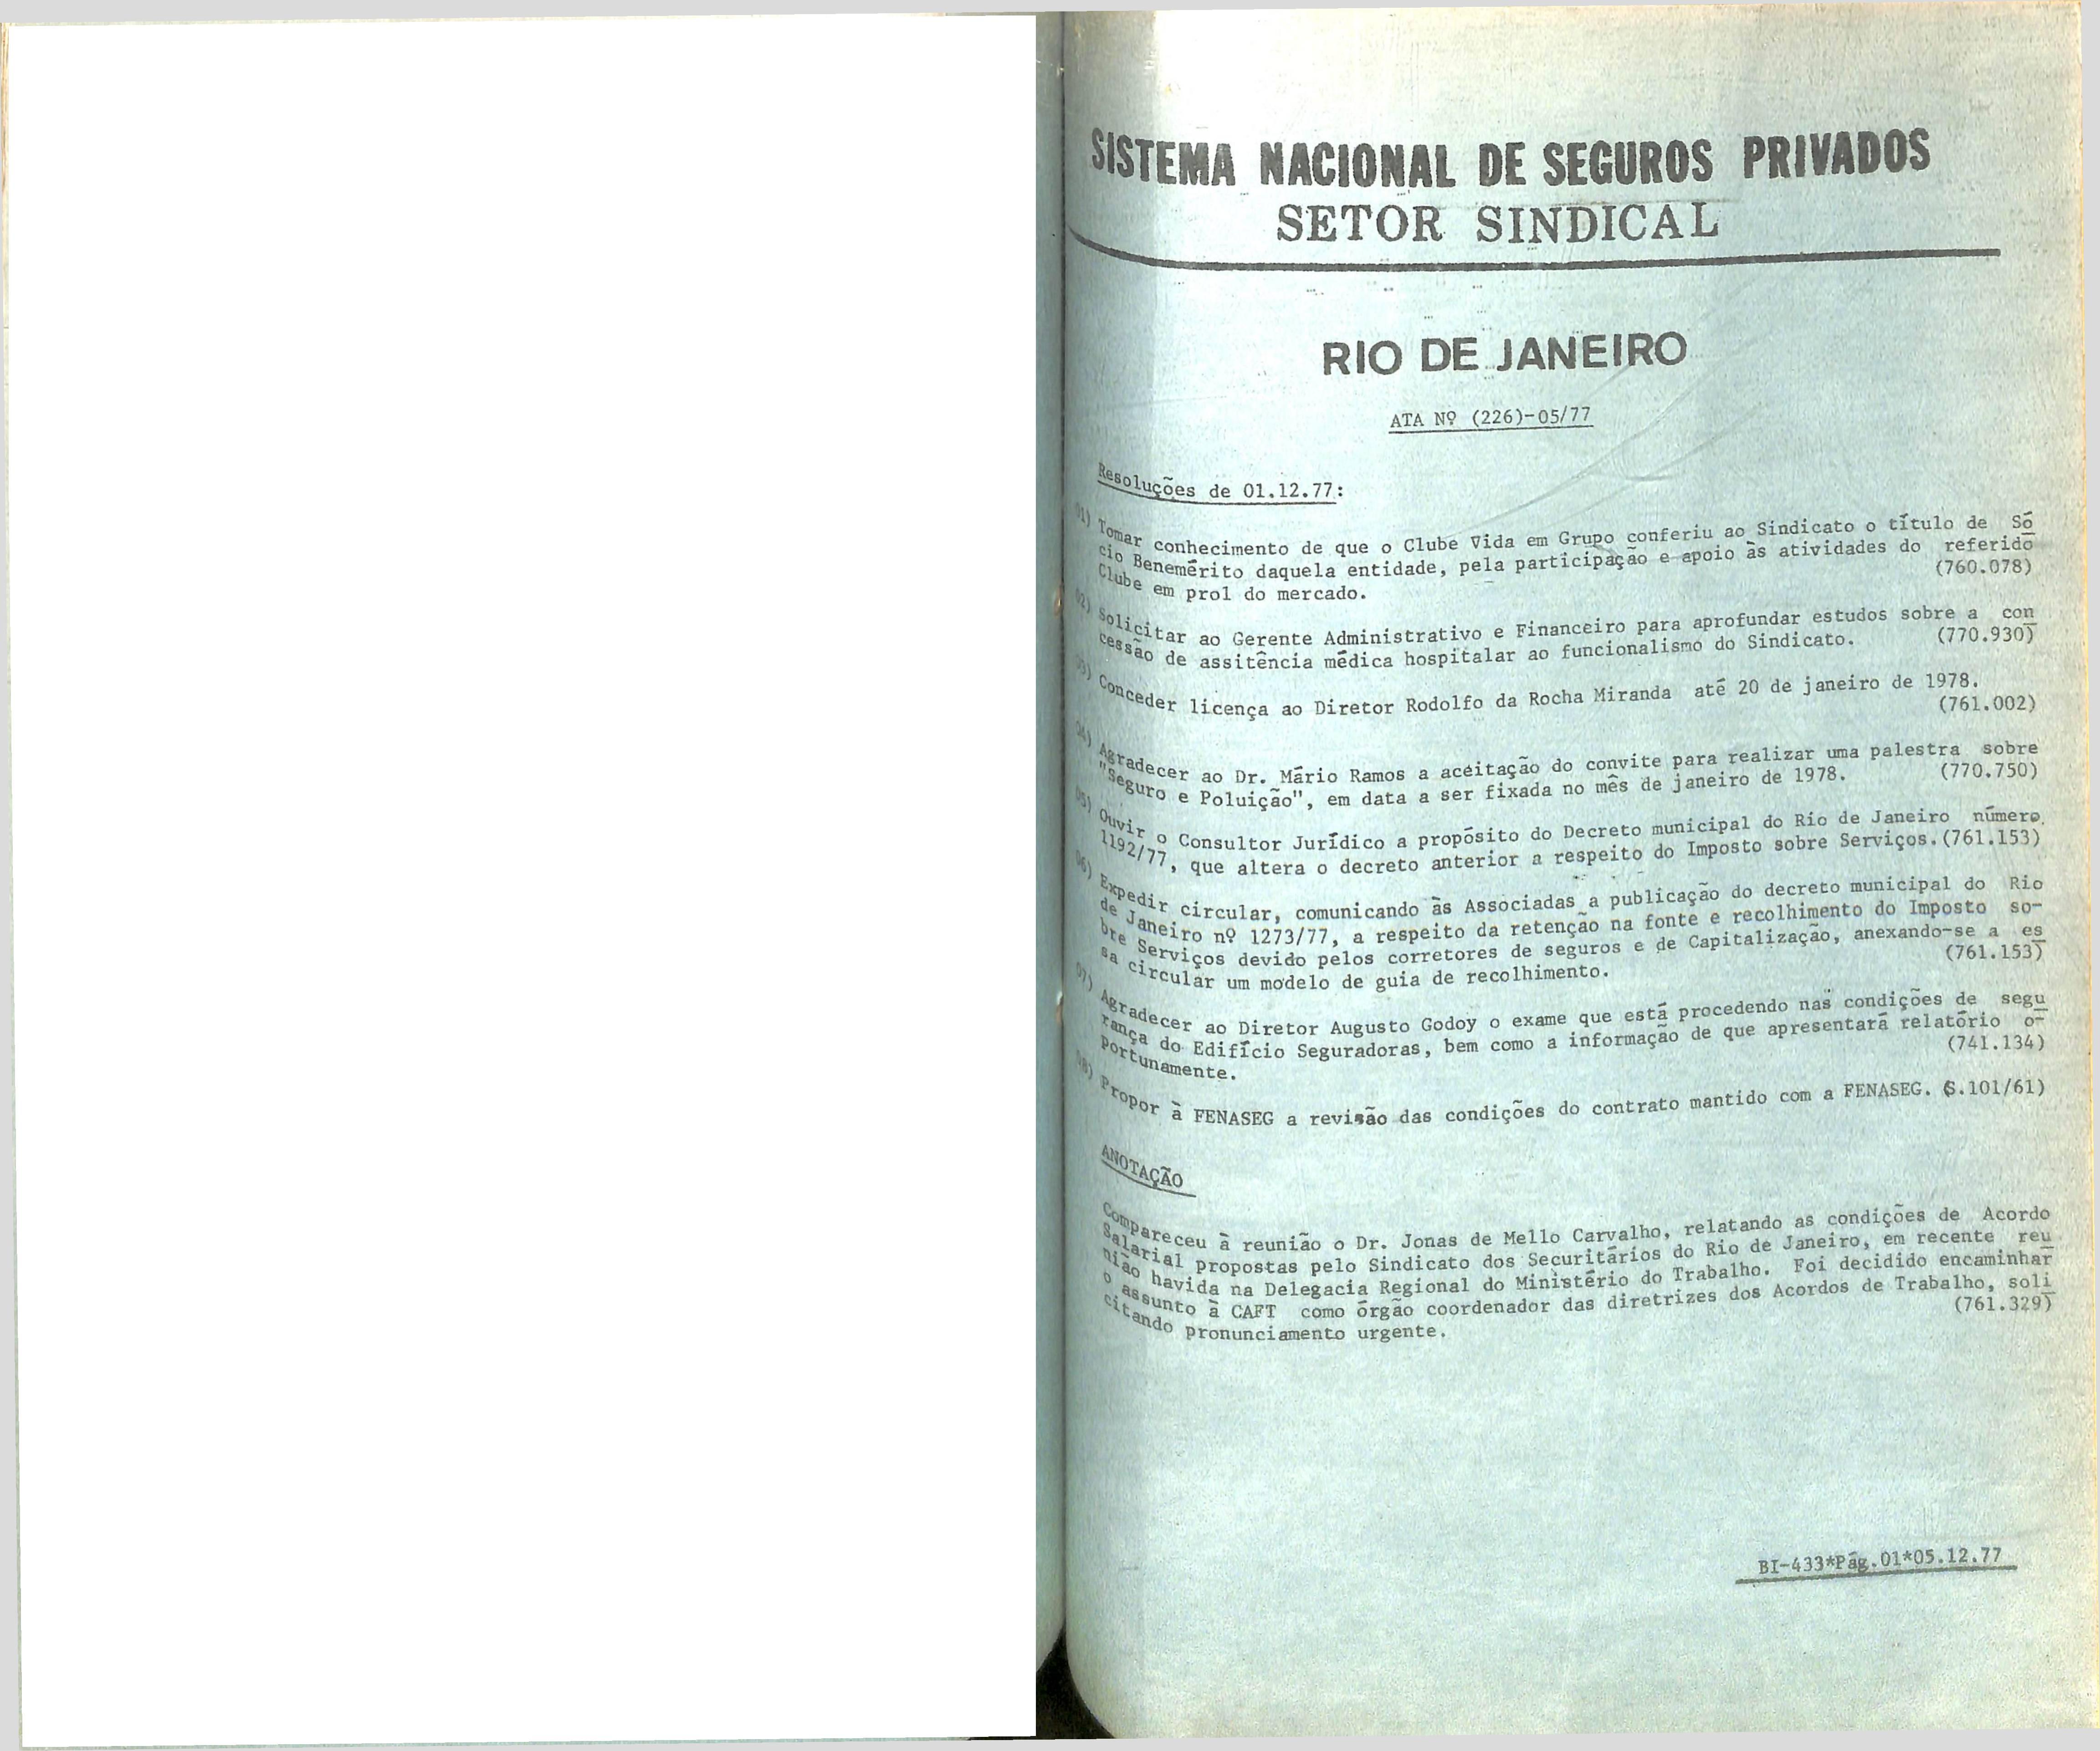 SISTEMA NACIONAL DE SEGUROS PRIVADOS
SETOR SINDICAL
RIO DE JANEIRO
ATA Nº (226)-05/77
Resoluções de 01.12.77:
01) Tomar conhecimento de que o Clube Vida em Grupo conferiu ao Sindicato o título de Só
cio Benemérito daquela entidade, pela participação e apoio às atividades do referido
Clube em prol do mercado. (760.078)
02) Solicitar ao Gerente Administrativo e Financeiro para aprofundar estudos sobre a con
cessão de assitência médica hospitalar ao funcionalismo do Sindicato. (770.930)
03) Conceder licença ao Diretor Rodolfo da Rocha Miranda até 20 de janeiro de 1978.
(761.002)
04) Agradecer ao Dr. Mário Ramos a aceitação do convite para realizar uma palestra sobre
"Seguro e Poluição", em data a ser fixada no mês de janeiro de 1978. (770.750)
05) Ouvir o Consultor Jurídico a propósito do Decreto municipal do Rio de Janeiro número
1192/77, que altera o decreto anterior a respeito do Imposto sobre Serviços. (761.153)
06) Expedir circular, comunicando às Associadas a publicação do decreto municipal do Rio
de Janeiro nº 1273/77, a respeito da retenção na fonte e recolhimento do Imposto so-
bre Serviços devido pelos corretores de seguros e de Capitalização, anexando-se a es
sa circular um modelo de guia de recolhimento. (761.153)
07) Agradecer ao Diretor Augusto Godoy o exame que está procedendo nas condições de segu
rança do Edifício Seguradoras, bem como a informação de que apresentará relatório o-
portunamente. (741.134)
08) Propor à FENASEG a revisão das condições do contrato mantido com a FENASEG. (S.101/61)
ANOTAÇÃO
Compareceu à reunião o Dr. Jonas de Mello Carvalho, relatando as condições de Acordo
Salarial propostas pelo Sindicato dos Securitários do Rio de Janeiro, em recente reu
nião havida na Delegacia Regional do Ministério do Trabalho. Foi decidido encaminhar
o assunto à CAFT como órgão coordenador das diretrizes dos Acordos de Trabalho, soli
citando pronunciamento urgente. (761.329)
BI-433*Pág.01*05.12.77